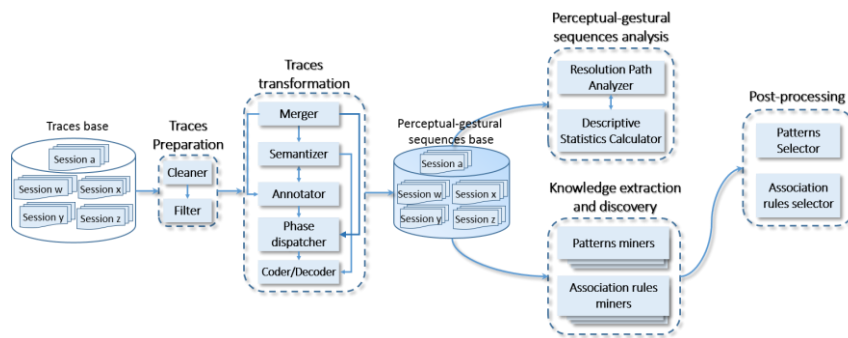 Traces base
Session a
Session w
Session x
Session y
Session z
Traces
Preparation
Cleaner
Filter
Traces
transformation
Merger
Semantizer
Annotator
Phase
dispatcher
Coder/Decoder
Perceptual-gestural
sequences base
Session a
Session w
Session x
Session y
Session z
Perceptual-gestural
sequences analysis
Resolution Path
Analyzer
Descriptive
Statistics Calculator
Knowledge extraction
and discovery
Patterns miners
Association rules
miners
Post-processing
Patterns
Selector
Association
rules selector